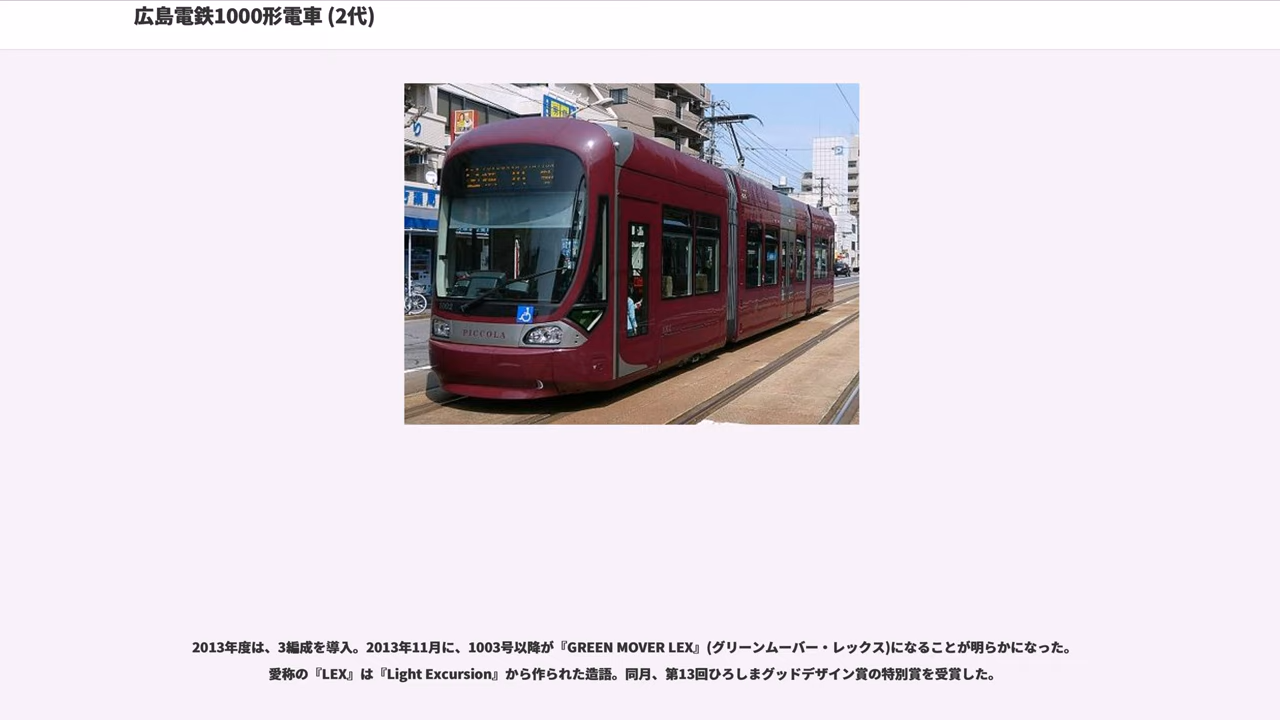 広島電鉄1000形電車 (2代)
PICCOLA
2013年度は、3編成を導入。2013年11月に、1003号以降が『GREEN MOVER LEX』(グリーンムーバー・レックス)になることが明らかになった。
愛称の『LEX』は『Light Excursion』から作られた造語。同月、第13回ひろしまグッドデザイン賞の特別賞を受賞した。